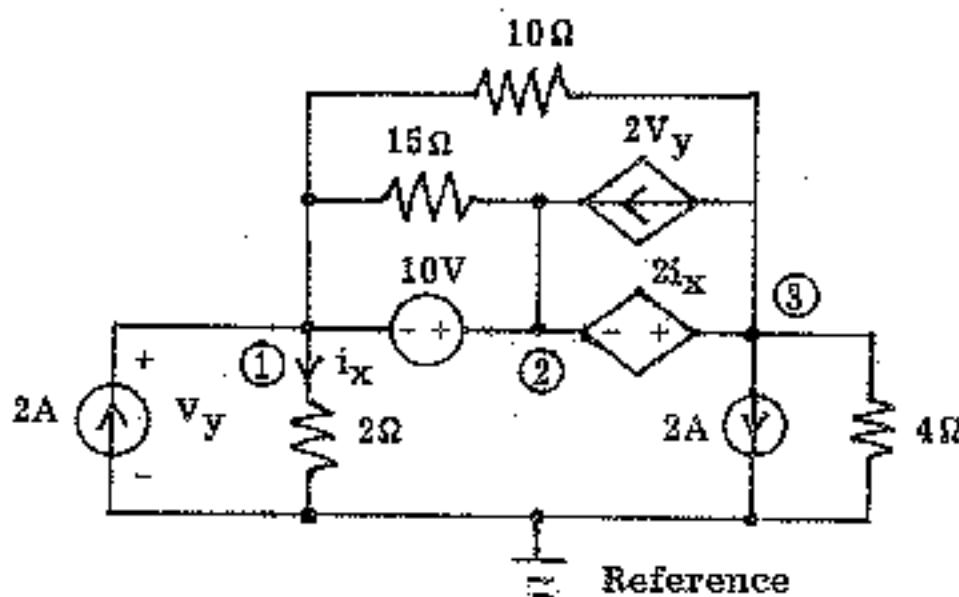 10Ω
15Ω
2Vy
10V
2ix
③
+
①
ix
②
2A
Vy
2Ω
2A
4Ω
-
- +
- +
Reference